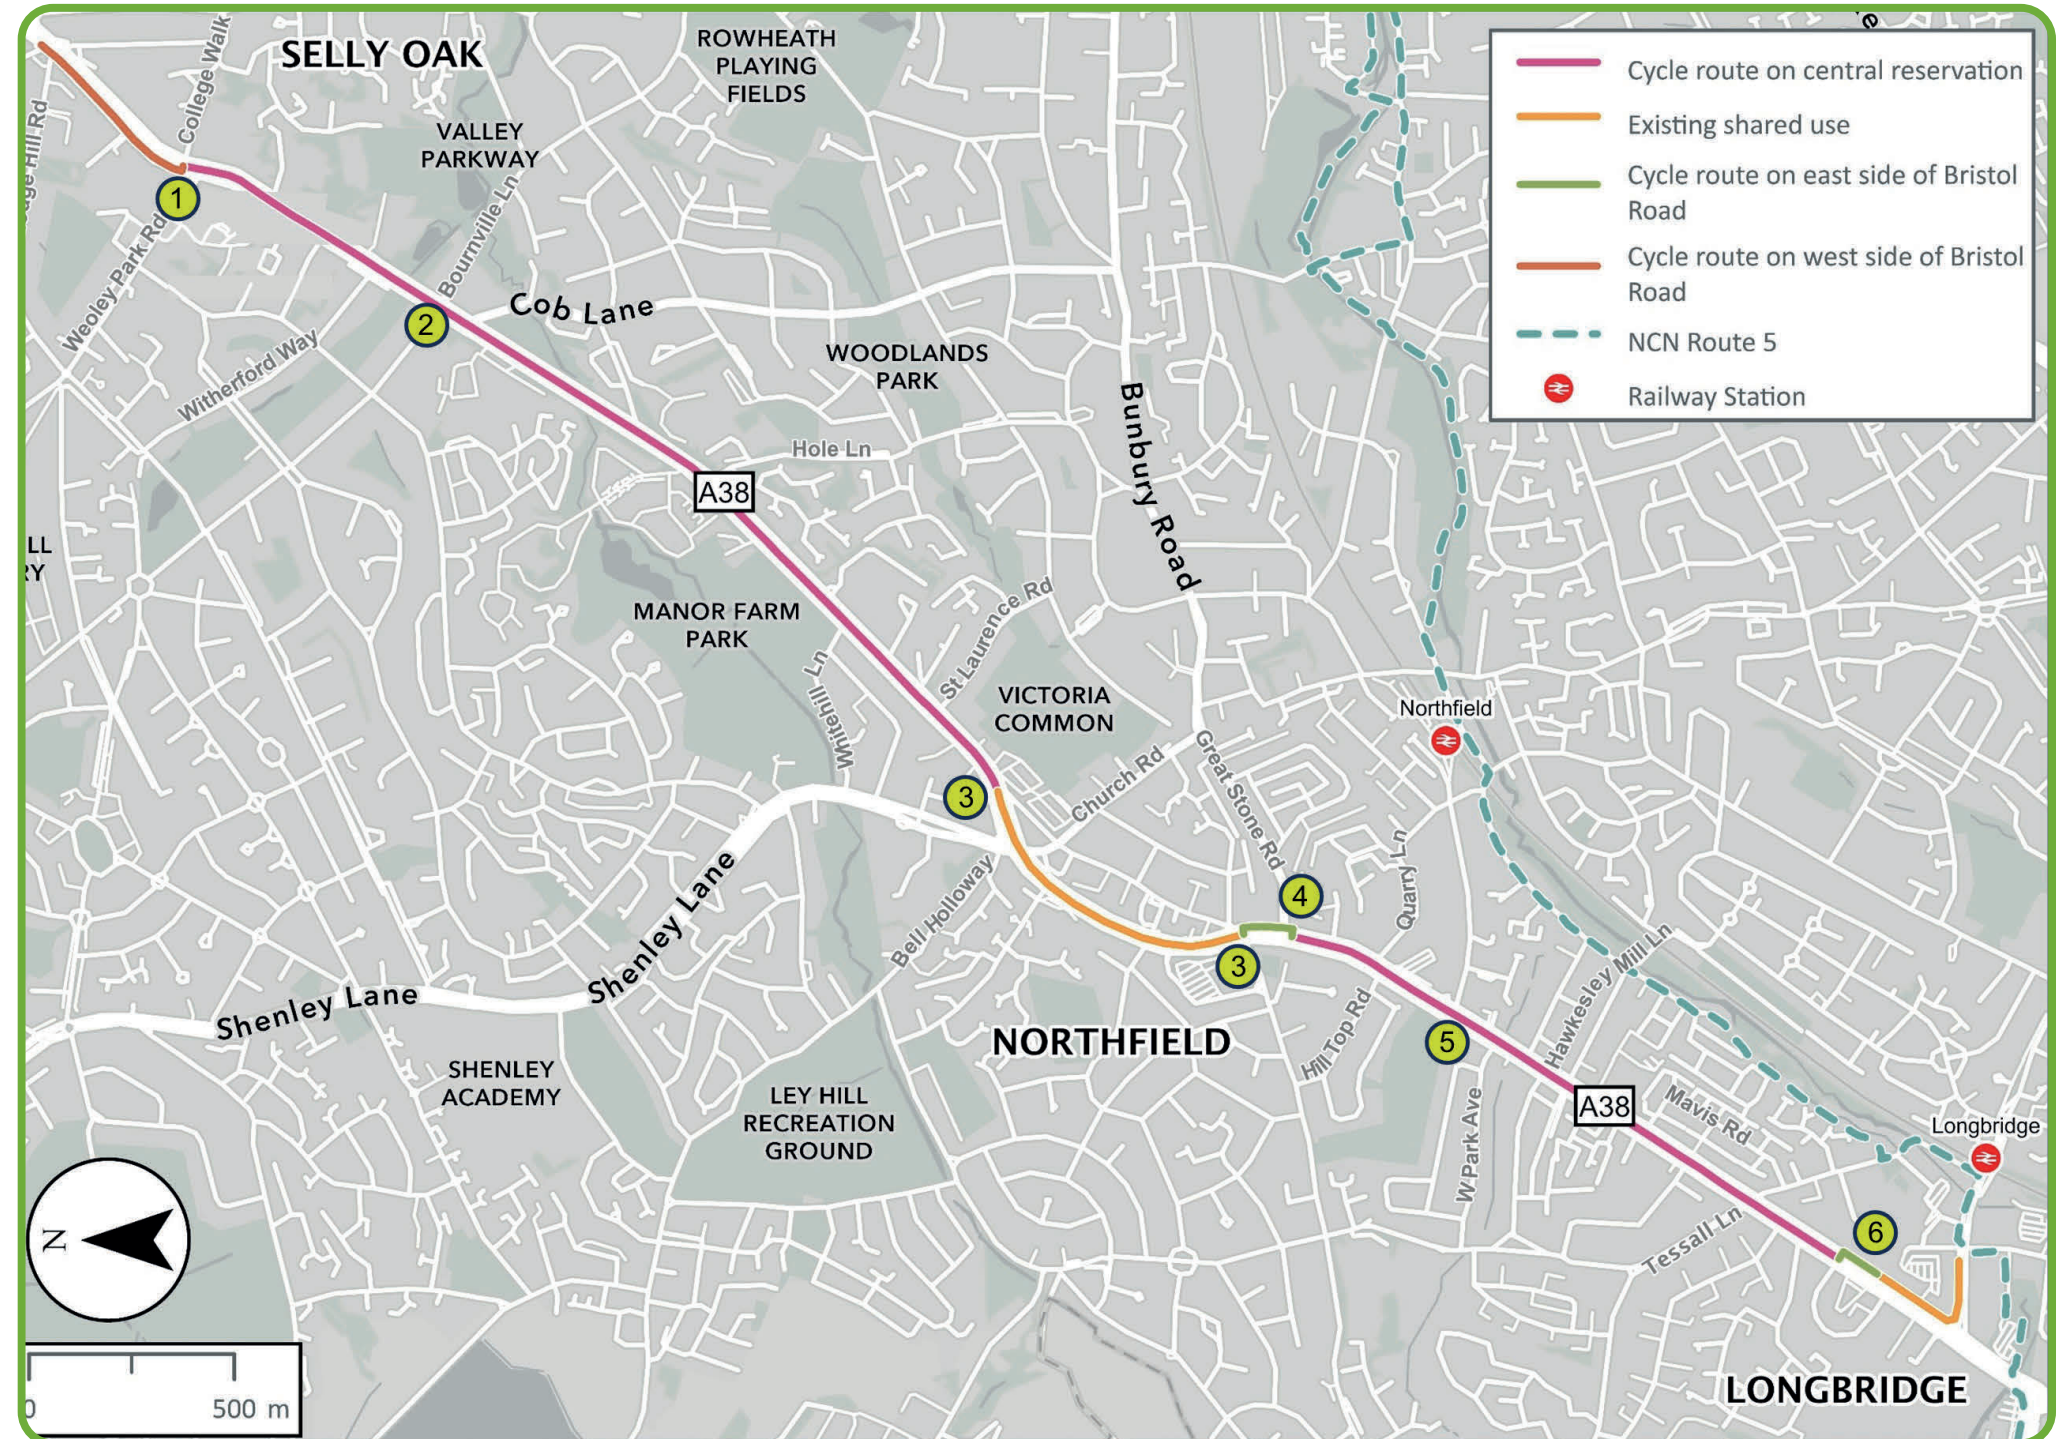 SELLY OAK
College Walk
ROWHEATH
PLAYING
FIELDS
VALLEY
PARKWAY
Hill Rd
1
Weoley Park Rd
Bournville Ln
2
Cob Lane
Witherford Way
WOODLANDS
PARK
Hole Ln
A38
Bunbury Road
LL
RY
MANOR FARM
PARK
St Laurence Rd
Whitehill Ln
VICTORIA
COMMON
Northfield
3
Church Rd
Great Stone Rd
Quarry Ln
4
Bell Holloway
Shenley Lane
3
Shenley Lane
NORTHFIELD
Hill Top Rd
5
Hawkesley Mill Ln
SHENLEY
ACADEMY
LEY HILL
RECREATION
GROUND
A38
W Park Ave
Mavis Rd
Longbridge
Tessall Ln
6
LONGBRIDGE
N
0
500 m
Cycle route on central reservation
Existing shared use
Cycle route on east side of Bristol
Road
Cycle route on west side of Bristol
Road
NCN Route 5
Railway Station